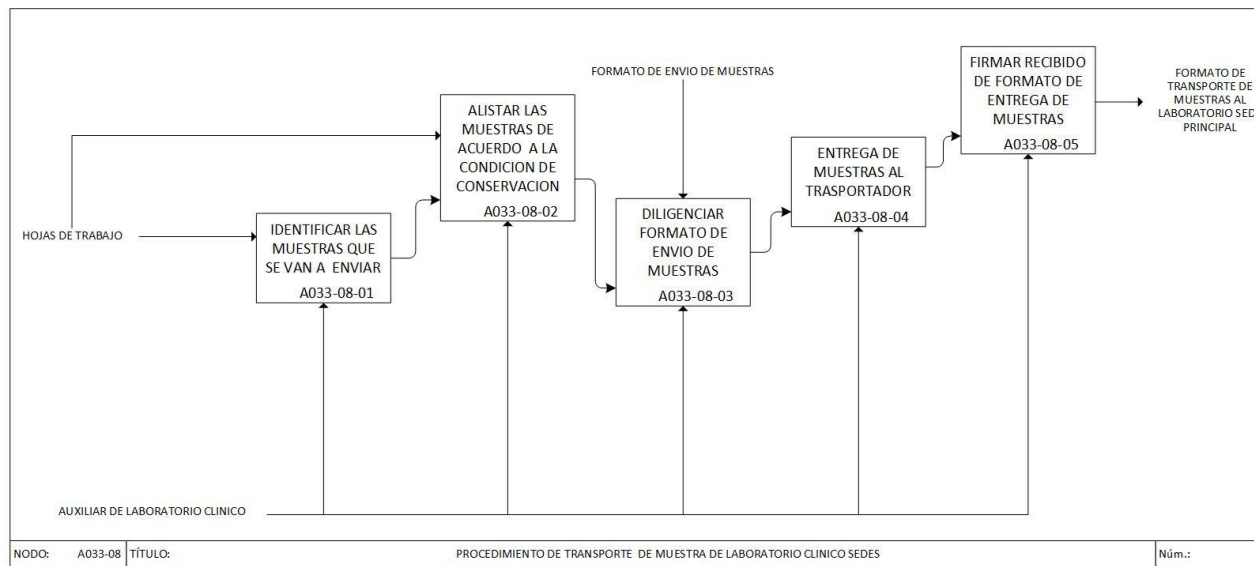 FORMATO DE ENVIO DE MUESTRAS
FIRMAR RECIBIDO
DE FORMATO DE
ENTREGA DE
MUESTRAS
A033-08-05
FORMATO DE
TRANSPORTE DE
MUESTRAS AL
LABORATORIO SED
PRINCIPAL
ALISTAR LAS
MUESTRAS DE
ACUERDO A LA
CONDICION DE
CONSERVACION
A033-08-02
ENTREGA DE
MUESTRAS AL
TRASPORTADOR
A033-08-04
HOJAS DE TRABAJO
IDENTIFICAR LAS
MUESTRAS QUE
SE VAN A ENVIAR
A033-08-01
DILIGENCIAR
FORMATO DE
ENVIO DE
MUESTRAS
A033-08-03
AUXILIAR DE LABORATORIO CLINICO
NODO: A033-08 TÍTULO: PROCEDIMIENTO DE TRANSPORTE DE MUESTRA DE LABORATORIO CLINICO SEDES Núm.: